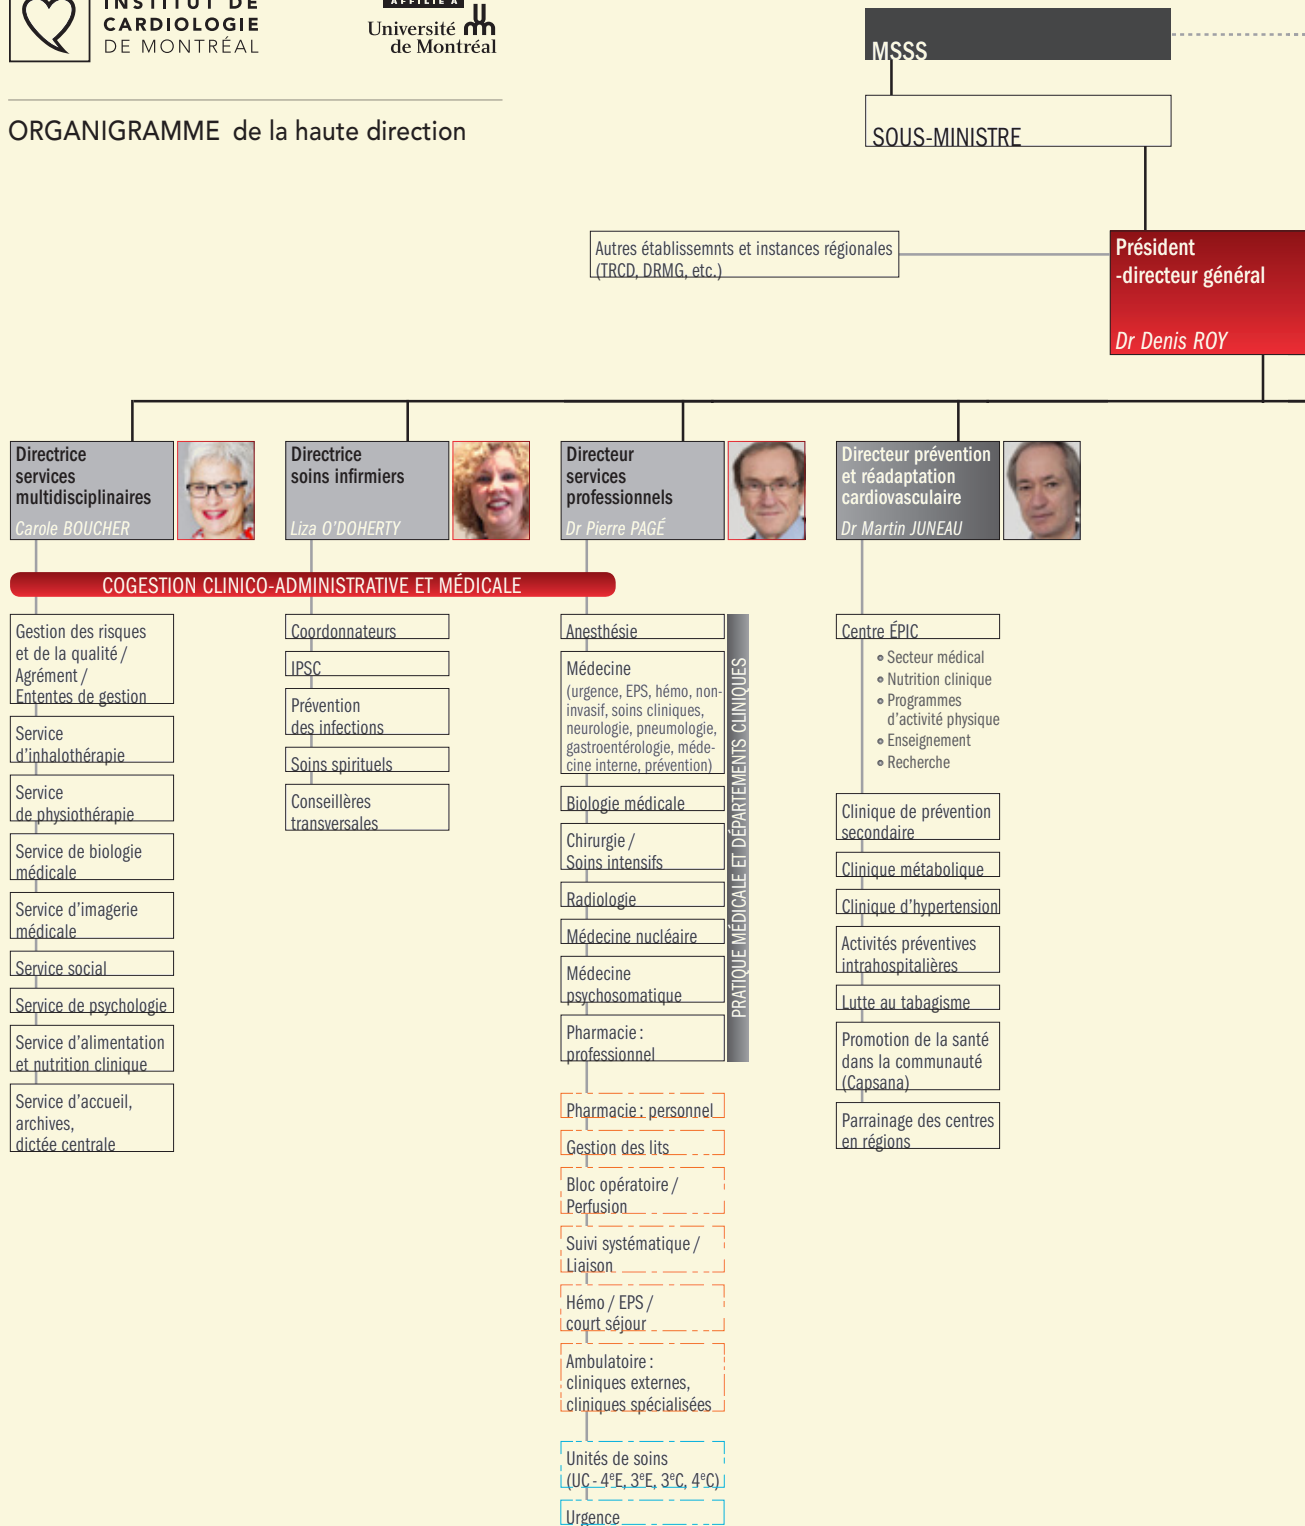 INSTITUT DE
CARDIOLOGIE
DE MONTRÉAL
AFFILIÉ À
Université
de Montréal
ORGANIGRAMME de la haute direction
MSSS
SOUS-MINISTRE
Autres établissemnts et instances régionales
(TRCD, DRMG, etc.)
Président
-directeur général
Dr Denis ROY
Directrice
services
multidisciplinaires
Carole BOUCHER
Directrice
soins infirmiers
Liza O'DOHERTY
Directeur
services
professionnels
Dr Pierre PAGÉ
Directeur prévention
et réadaptation
cardiovasculaire
Dr Martin JUNEAU
COGESTION CLINICO-ADMINISTRATIVE ET MÉDICALE
Gestion des risques
et de la qualité /
Agrément /
Ententes de gestion
Service
d'inhalothérapie
Service
de physiothérapie
Service de biologie
médicale
Service d'imagerie
médicale
Service social
Service de psychologie
Service d'alimentation
et nutrition clinique
Service d'accueil,
archives,
dictée centrale
Coordonnateurs
IPSC
Prévention
des infections
Soins spirituels
Conseillères
transversales
Anesthésie
Médecine
(urgence, EPS, hémo, non-
invasif, soins cliniques,
neurologie, pneumologie,
gastroentérologie, méde-
cine interne, prévention)
Biologie médicale
Chirurgie /
Soins intensifs
Radiologie
Médecine nucléaire
Médecine
psychosomatique
Pharmacie :
professionnel
PRATIQUE MÉDICALE ET DÉPARTEMENTS CLINIQUES
Pharmacie : personnel
Gestion des lits
Bloc opératoire /
Perfusion
Suivi systématique /
Liaison
Hémo / EPS /
court séjour
Ambulatoire :
cliniques externes,
cliniques spécialisées
Unités de soins
(UC - 4ᵉE, 3ᵉE, 3ᵉC, 4ᵉC)
Urgence
Centre ÉPIC
• Secteur médical
• Nutrition clinique
• Programmes
d'activité physique
• Enseignement
• Recherche
Clinique de prévention
secondaire
Clinique métabolique
Clinique d'hypertension
Activités préventives
intrahospitalières
Lutte au tabagisme
Promotion de la santé
dans la communauté
(Capsana)
Parrainage des centres
en régions